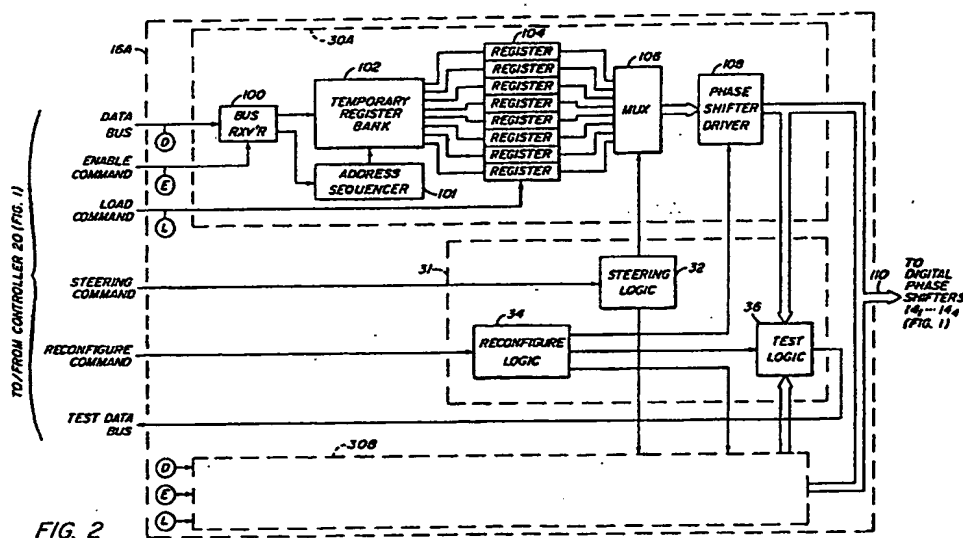 16A
30A
100
BUS
RXV'R
102
TEMPORARY
REGISTER
BANK
ADDRESS
SEQUENCER
101
104
REGISTER
REGISTER
REGISTER
REGISTER
REGISTER
REGISTER
REGISTER
REGISTER
106
MUX
108
PHASE
SHIFTER
DRIVER
TO/FROM CONTROLLER 20 (FIG. 1)
DATA
BUS
D
ENABLE
COMMAND
E
LOAD
COMMAND
L
STEERING
COMMAND
31
STEERING
LOGIC
32
RECONFIGURE
COMMAND
34
RECONFIGURE
LOGIC
36
TEST
LOGIC
110
TO
DIGITAL
PHASE
SHIFTERS
14₁···14₄
(FIG. 1)
TEST DATA
BUS
30B
D
E
L
FIG. 2